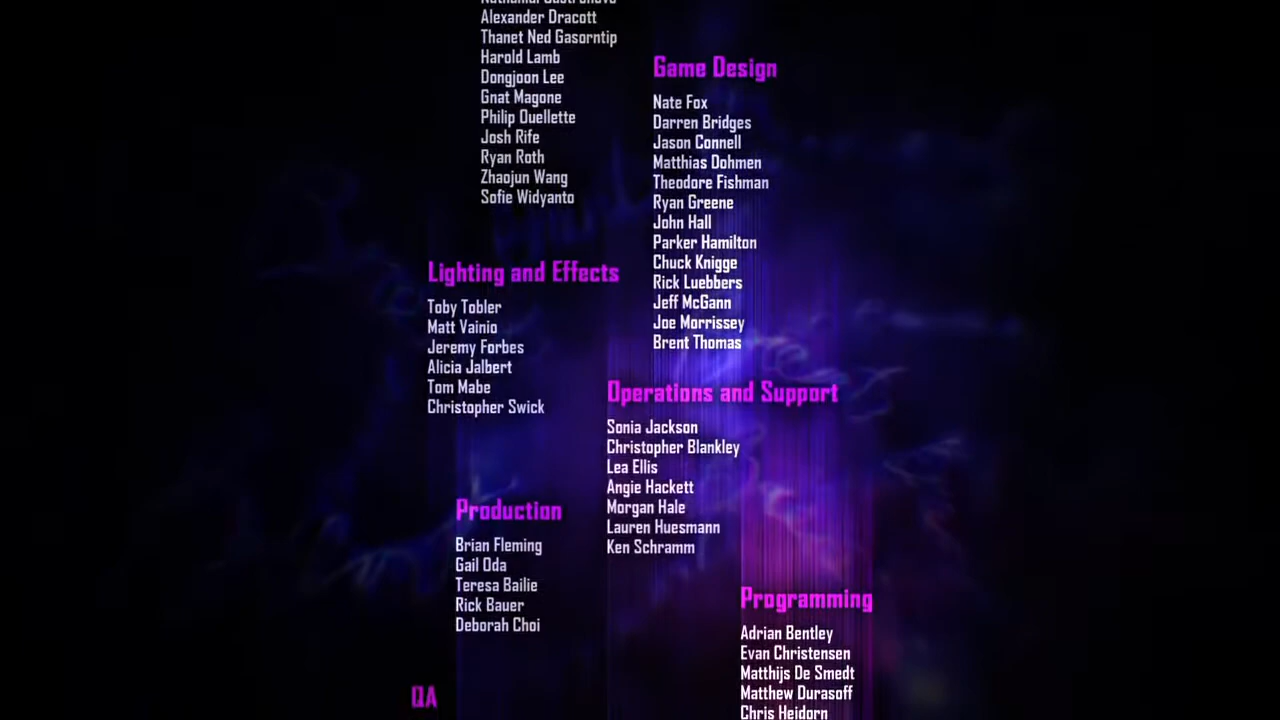 Alexander Dracott
Thanet Ned Gasorntip
Harold Lamb
Dongjoon Lee
Gnat Magone
Philip Ouellette
Josh Rife
Ryan Roth
Zhaojun Wang
Sofie Widyanto
Game Design
Nate Fox
Darren Bridges
Jason Connell
Matthias Dohmen
Theodore Fishman
Ryan Greene
John Hall
Parker Hamilton
Chuck Knigge
Rick Luebbers
Jeff McGann
Joe Morrissey
Brent Thomas
Lighting and Effects
Toby Tobler
Matt Vainio
Jeremy Forbes
Alicia Jalbert
Tom Mabe
Christopher Swick
Operations and Support
Sonia Jackson
Christopher Blankley
Lea Ellis
Angie Hackett
Morgan Hale
Lauren Huesmann
Ken Schramm
Production
Brian Fleming
Gail Oda
Teresa Bailie
Rick Bauer
Deborah Choi
Programming
Adrian Bentley
Evan Christensen
Matthijs De Smedt
Matthew Durasoff
Chris Heidorn
QA